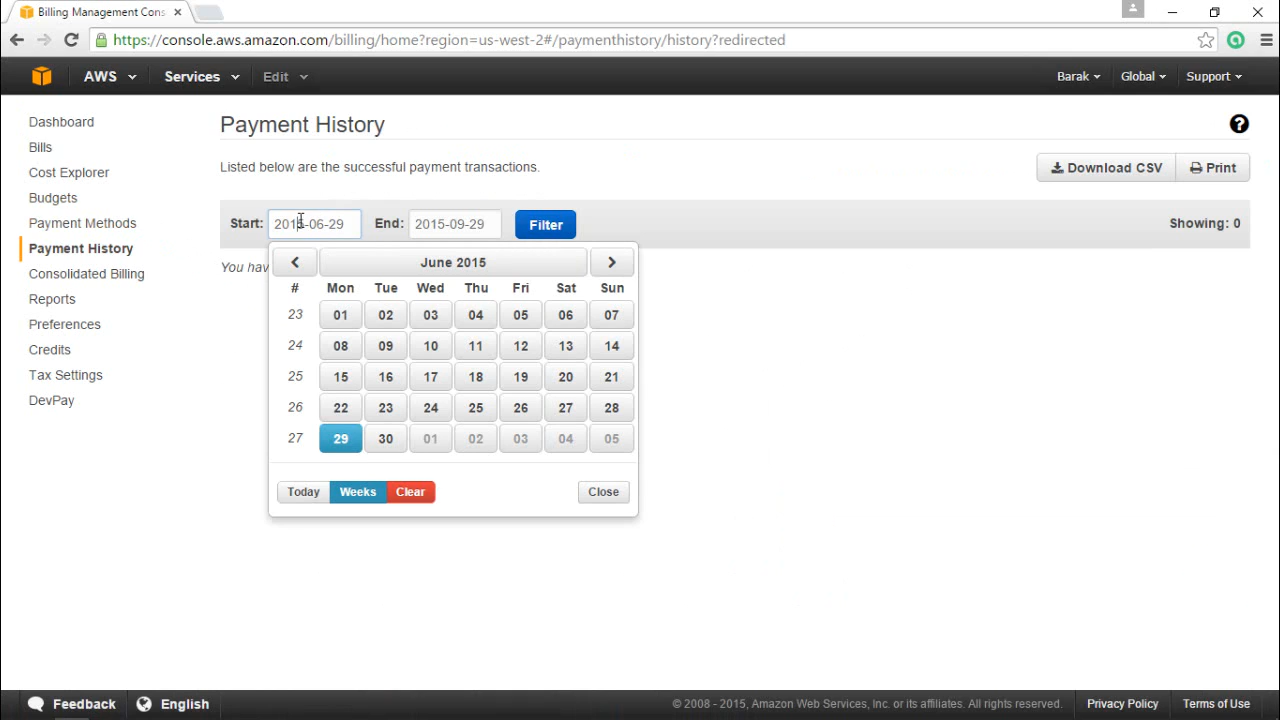 Billing Management Cons
https://console.aws.amazon.com/billing/home?region=us-west-2#/paymenthistory/history?redirected
AWS Services Edit Barak Global Support
Dashboard
Bills
Cost Explorer
Budgets
Payment Methods
Payment History
Consolidated Billing
Reports
Preferences
Credits
Tax Settings
DevPay
Payment History
Listed below are the successful payment transactions.
Download CSV Print
Start: 2015-06-29 End: 2015-09-29 Filter Showing: 0
You hav
June 2015
# Mon Tue Wed Thu Fri Sat Sun
23 01 02 03 04 05 06 07
24 08 09 10 11 12 13 14
25 15 16 17 18 19 20 21
26 22 23 24 25 26 27 28
27 29 30 01 02 03 04 05
Today Weeks Clear Close
Feedback English © 2008 - 2015, Amazon Web Services, Inc. or its affiliates. All rights reserved. Privacy Policy Terms of Use